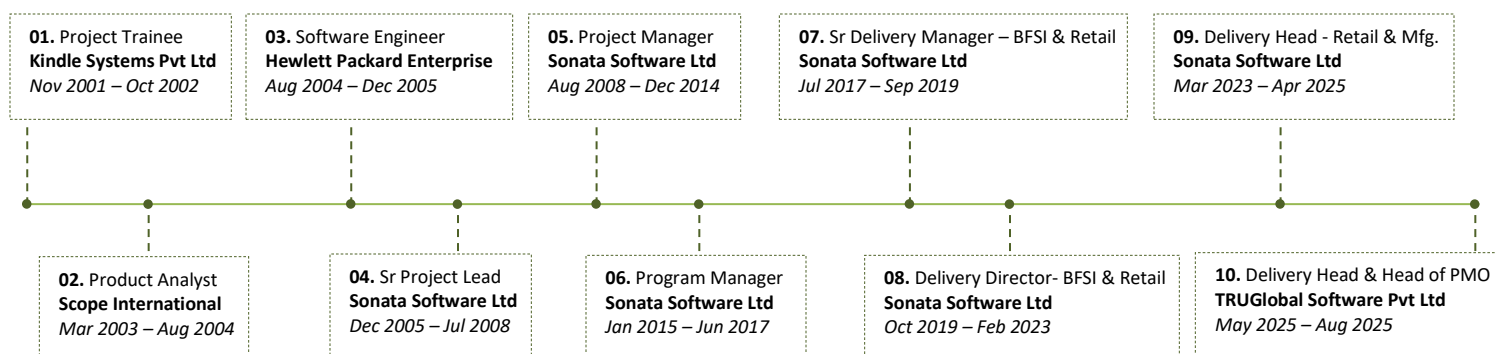 01. Project Trainee
Kindle Systems Pvt Ltd
Nov 2001 – Oct 2002
03. Software Engineer
Hewlett Packard Enterprise
Aug 2004 – Dec 2005
05. Project Manager
Sonata Software Ltd
Aug 2008 – Dec 2014
07. Sr Delivery Manager – BFSI & Retail
Sonata Software Ltd
Jul 2017 – Sep 2019
09. Delivery Head - Retail & Mfg.
Sonata Software Ltd
Mar 2023 – Apr 2025
02. Product Analyst
Scope International
Mar 2003 – Aug 2004
04. Sr Project Lead
Sonata Software Ltd
Dec 2005 – Jul 2008
06. Program Manager
Sonata Software Ltd
Jan 2015 – Jun 2017
08. Delivery Director- BFSI & Retail
Sonata Software Ltd
Oct 2019 – Feb 2023
10. Delivery Head & Head of PMO
TRUGlobal Software Pvt Ltd
May 2025 – Aug 2025